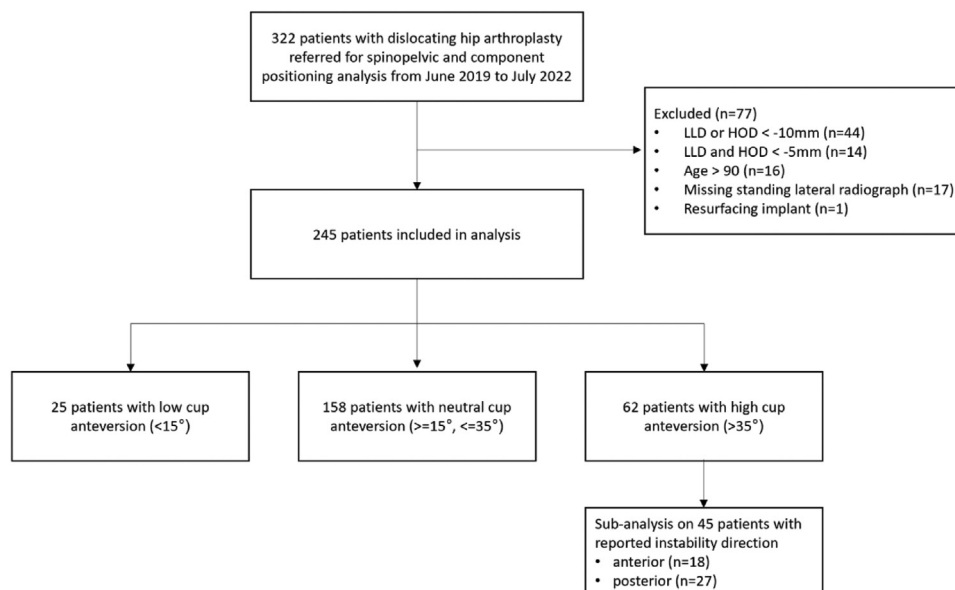 322 patients with dislocating hip arthroplasty
referred for spinopelvic and component
positioning analysis from June 2019 to July 2022
Excluded (n=77)
• LLD or HOD < -10mm (n=44)
• LLD and HOD < -5mm (n=14)
• Age > 90 (n=16)
• Missing standing lateral radiograph (n=17)
• Resurfacing implant (n=1)
245 patients included in analysis
25 patients with low cup
anteversion (<15°)
158 patients with neutral cup
anteversion (>=15°, <=35°)
62 patients with high cup
anteversion (>35°)
Sub-analysis on 45 patients with
reported instability direction
• anterior (n=18)
• posterior (n=27)